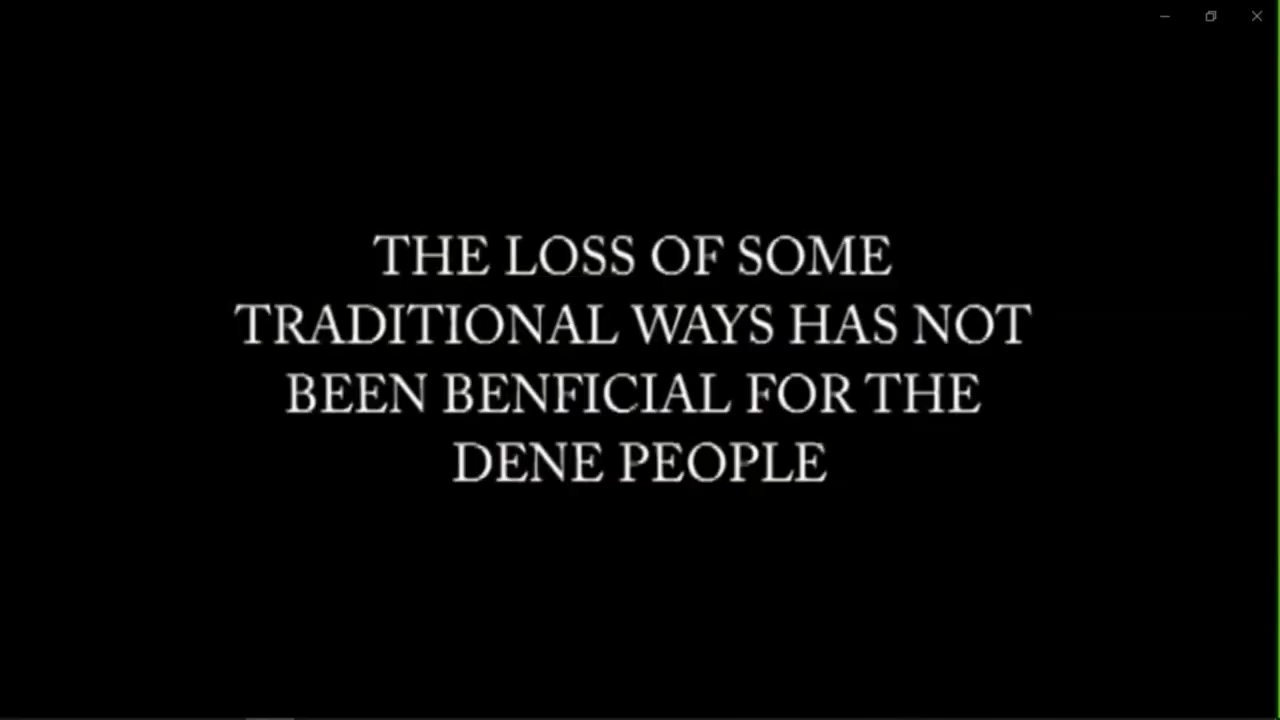 THE LOSS OF SOME
TRADITIONAL WAYS HAS NOT
BEEN BENFICIAL FOR THE
DENE PEOPLE